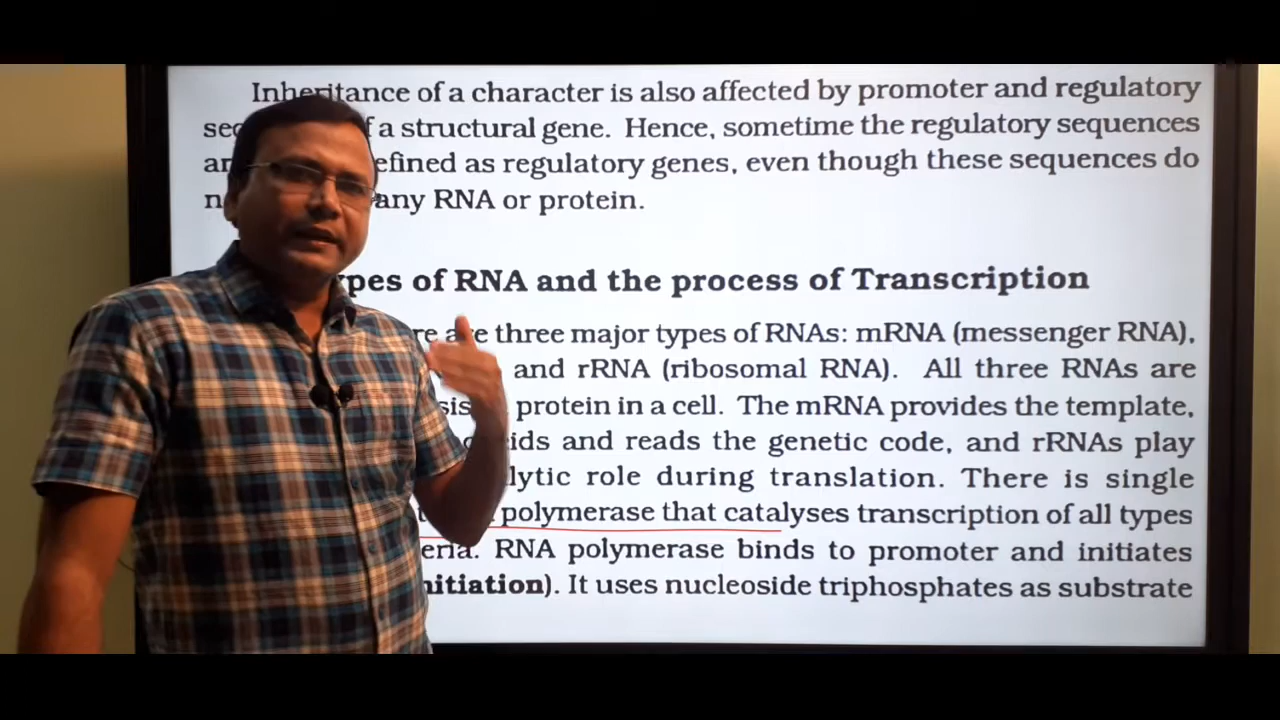 Inheritance of a character is also affected by promoter and regulatory
a structural gene. Hence, sometime the regulatory sequences
efined as regulatory genes, even though these sequences do
any RNA or protein.
pes of RNA and the process of Transcription
re are three major types of RNAs: mRNA (messenger RNA),
and rRNA (ribosomal RNA). All three RNAs are
protein in a cell. The mRNA provides the template,
ids and reads the genetic code, and rRNAs play
lytic role during translation. There is single
polymerase that catalyses transcription of all types
eria. RNA polymerase binds to promoter and initiates
nitiation). It uses nucleoside triphosphates as substrate